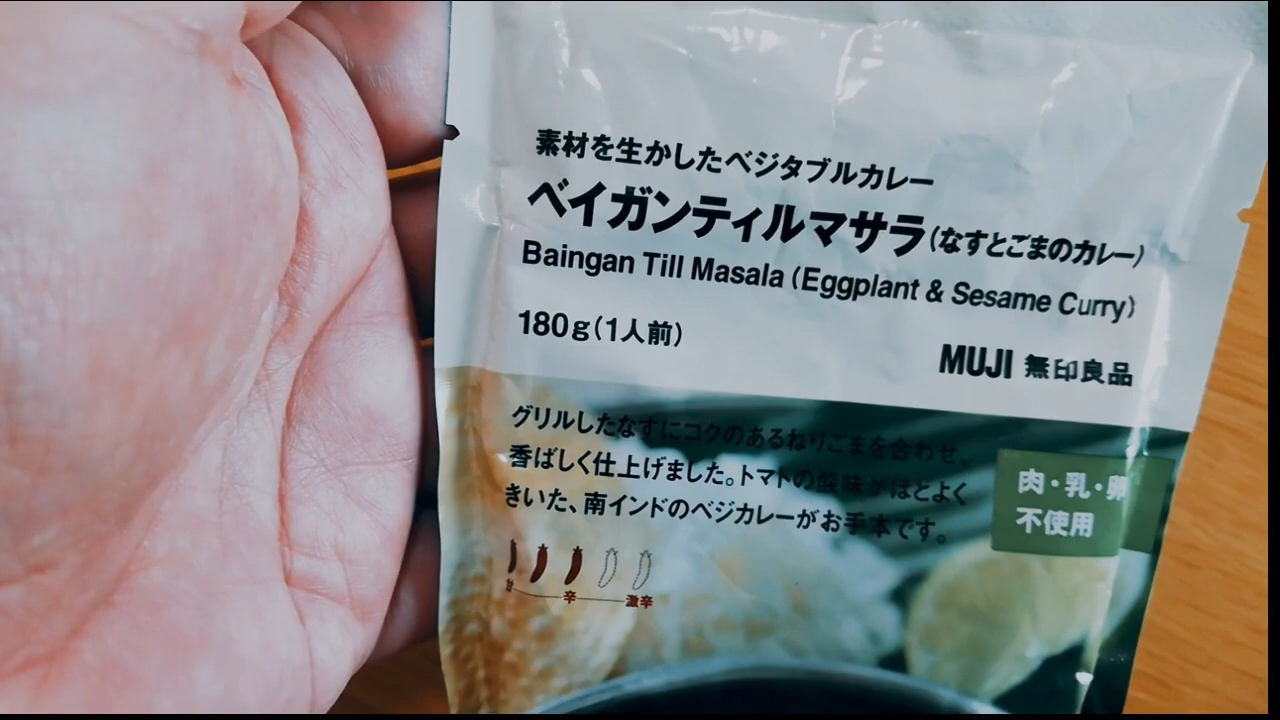 素材を生かしたベジタブルカレー
ベイガンティルマサラ(なすとごまのカレー)
Baingan Till Masala (Eggplant & Sesame Curry)
180g(1人前)
MUJI 無印良品
グリルしたなすにコクのあるねりごまを合わせ、
香ばしく仕上げました。トマトの酸味がほどよく
きいた、南インドのベジカレーがお手本です。
肉・乳・卵
不使用
甘 辛 激辛